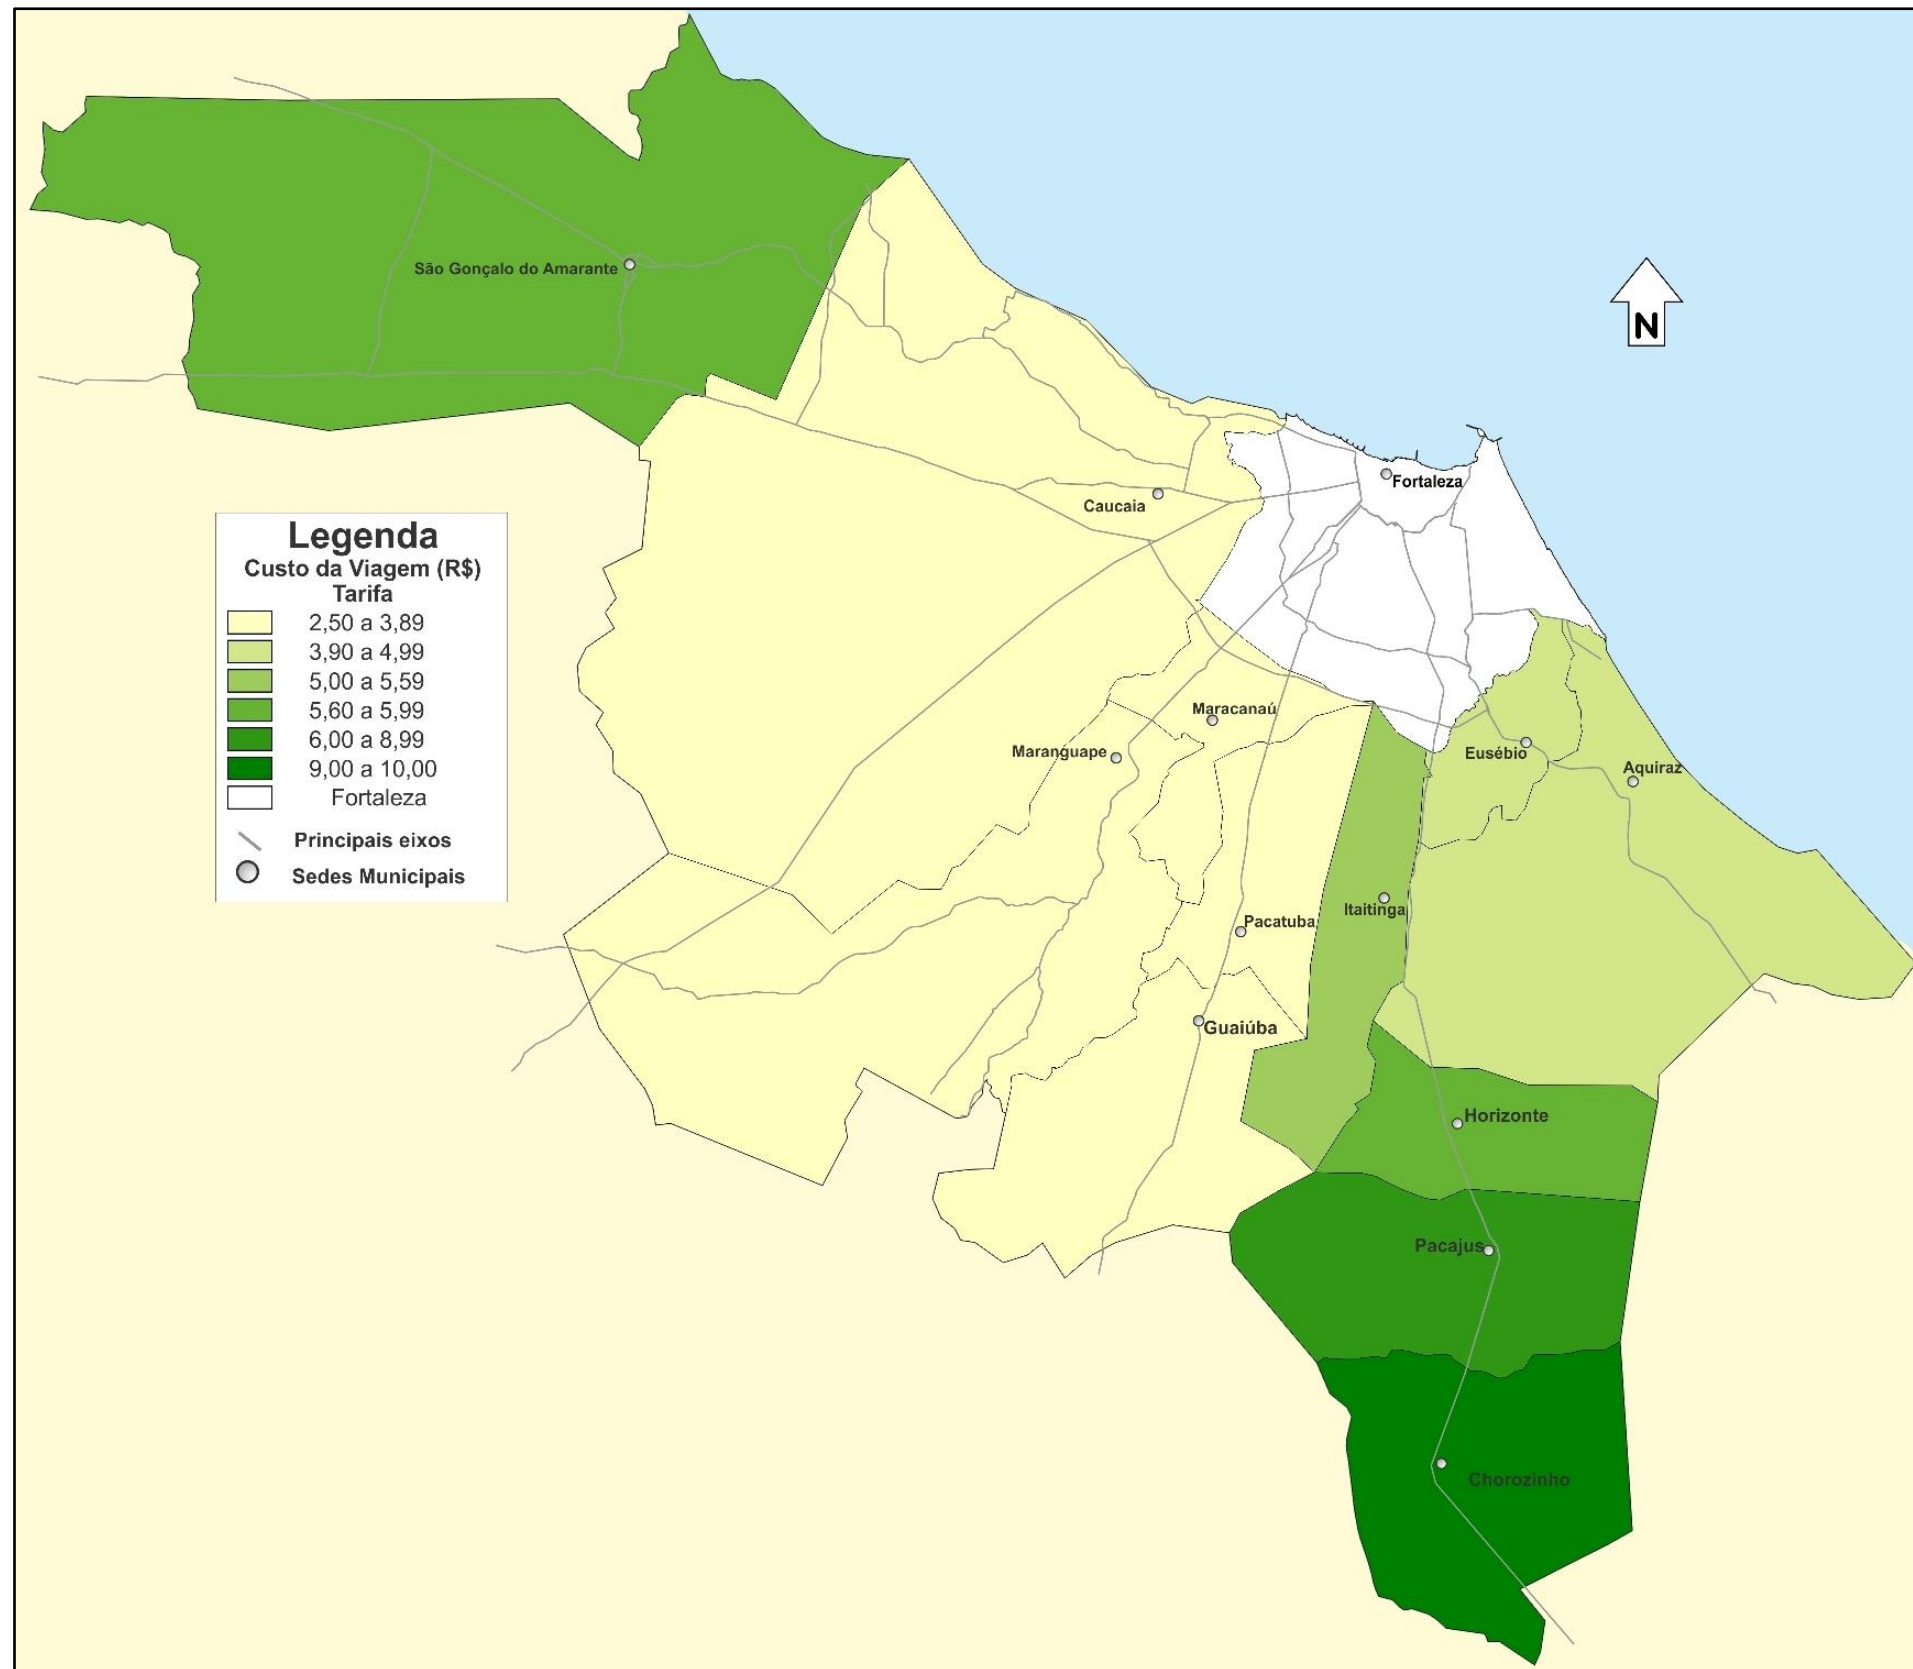 São Gonçalo do Amarante
N
Fortaleza
Caucaia
Legenda
Custo da Viagem (R$)
Tarifa
2,50 a 3,89
3,90 a 4,99
5,00 a 5,59
5,60 a 5,99
6,00 a 8,99
9,00 a 10,00
Fortaleza
Principais eixos
Sedes Municipais
Maracanaú
Maranguape
Eusébio
Aquiraz
Itaitinga
Pacatuba
Guaiúba
Horizonte
Pacajus
Chorozinho